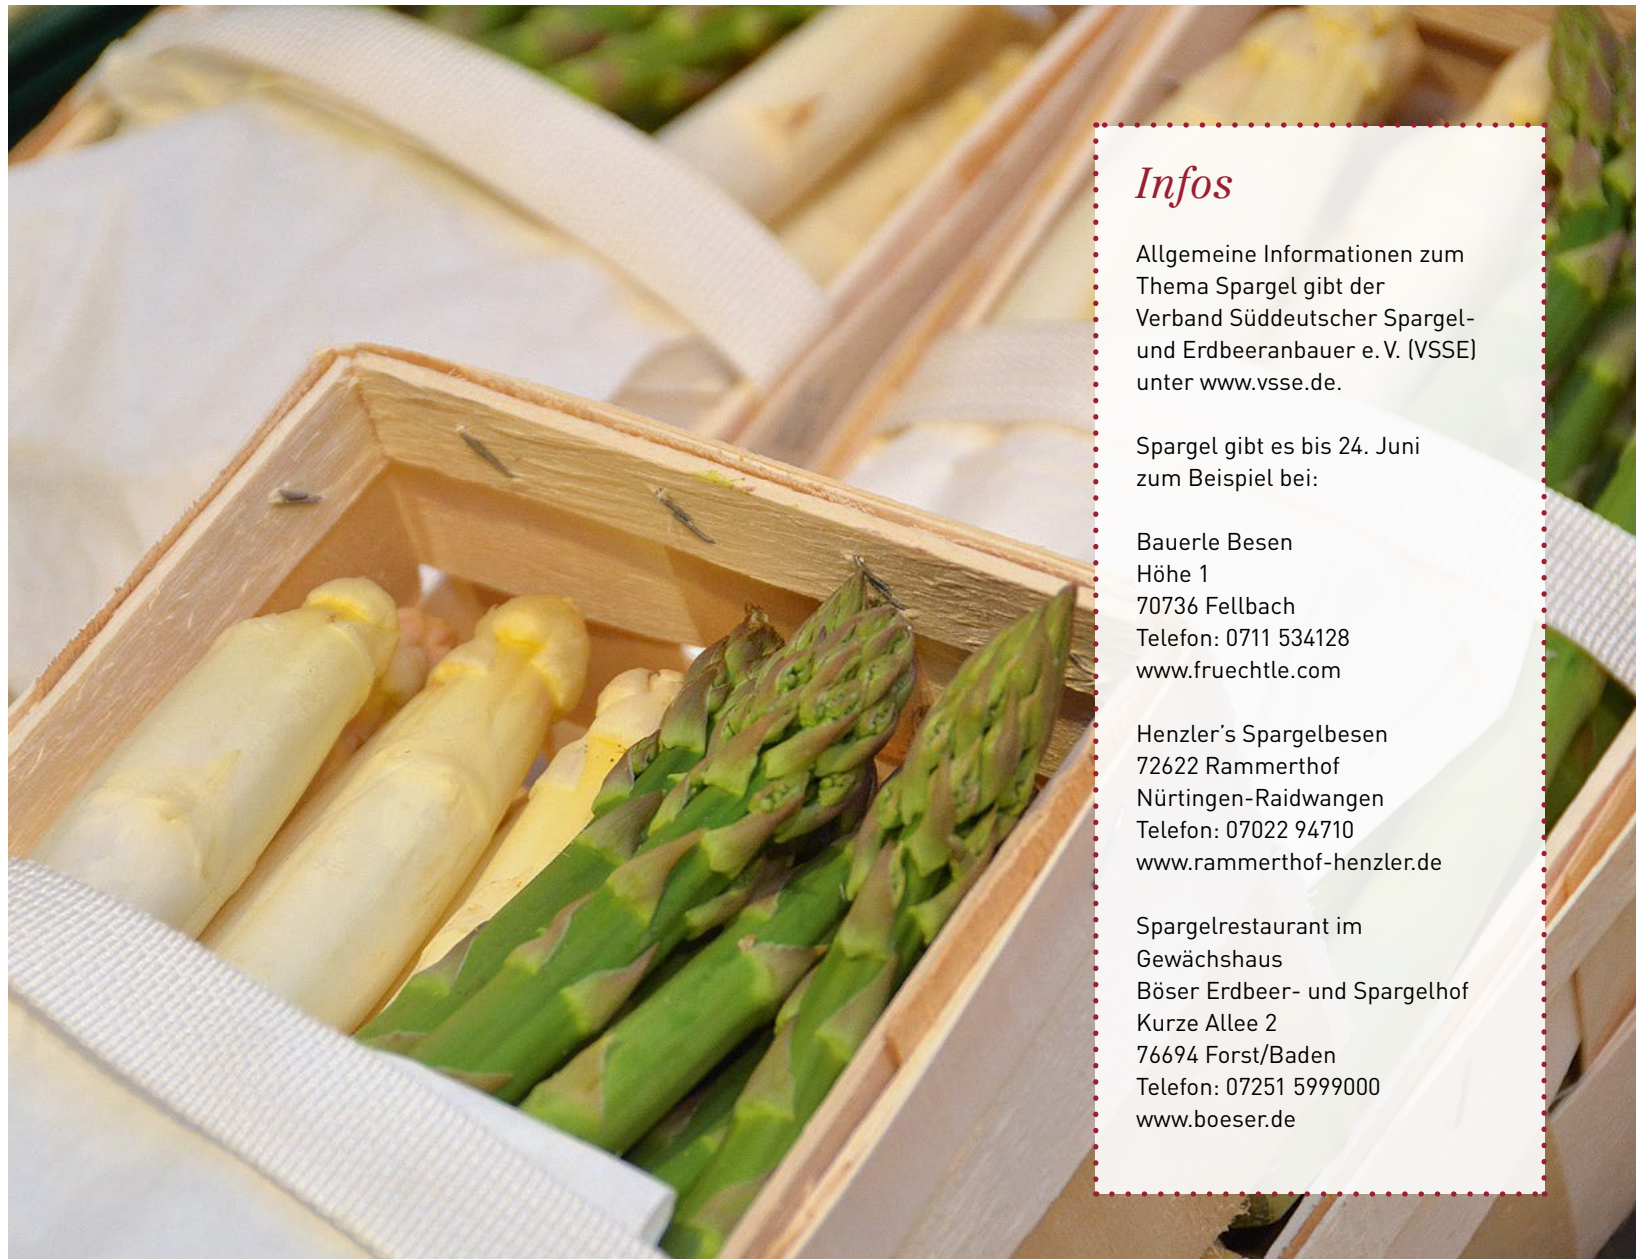 Infos
Allgemeine Informationen zum
Thema Spargel gibt der
Verband Süddeutscher Spargel-
und Erdbeeranbauer e. V. (VSSE)
unter www.vsse.de.
Spargel gibt es bis 24. Juni
zum Beispiel bei:
Bauerle Besen
Höhe 1
70736 Fellbach
Telefon: 0711 534128
www.fruechtle.com
Henzler’s Spargelbesen
72622 Rammerthof
Nürtingen-Raidwangen
Telefon: 07022 94710
www.rammerthof-henzler.de
Spargelrestaurant im
Gewächshaus
Böser Erdbeer- und Spargelhof
Kurze Allee 2
76694 Forst/Baden
Telefon: 07251 5999000
www.boeser.de